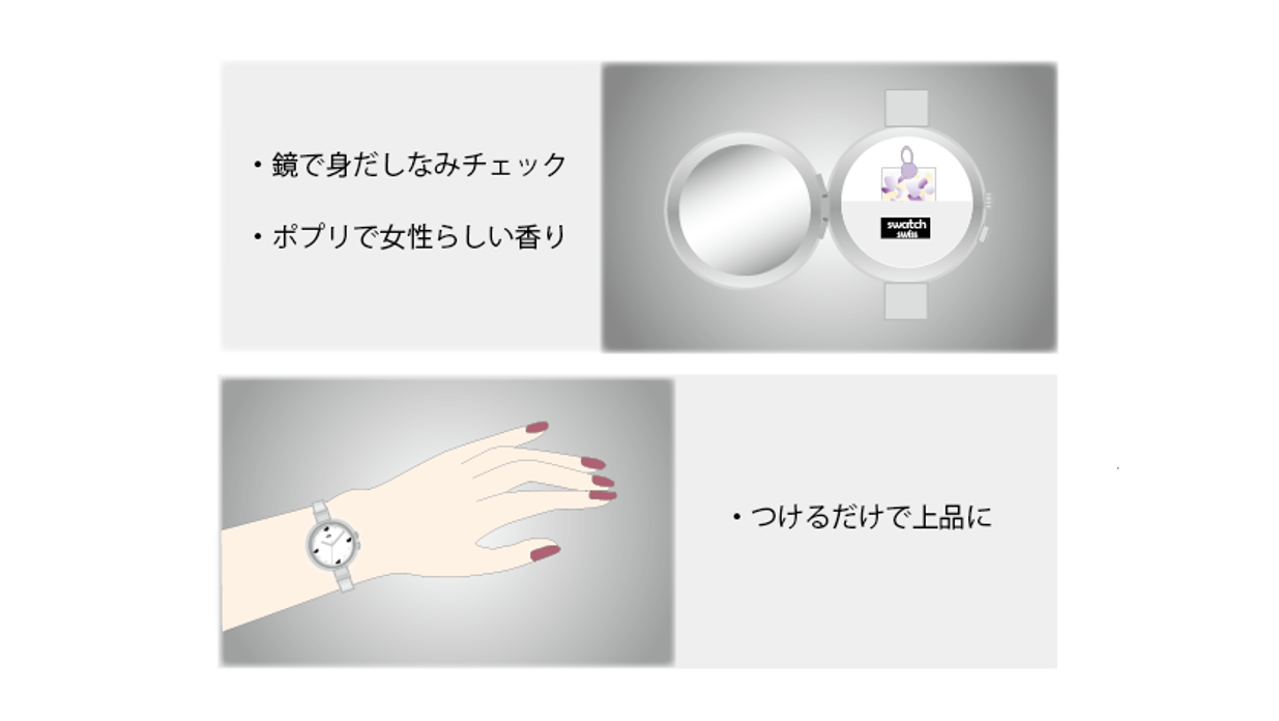 ・鏡で身だしなみチェック
・ポプリで女性らしい香り
swatch
swiss
・つけるだけで上品に